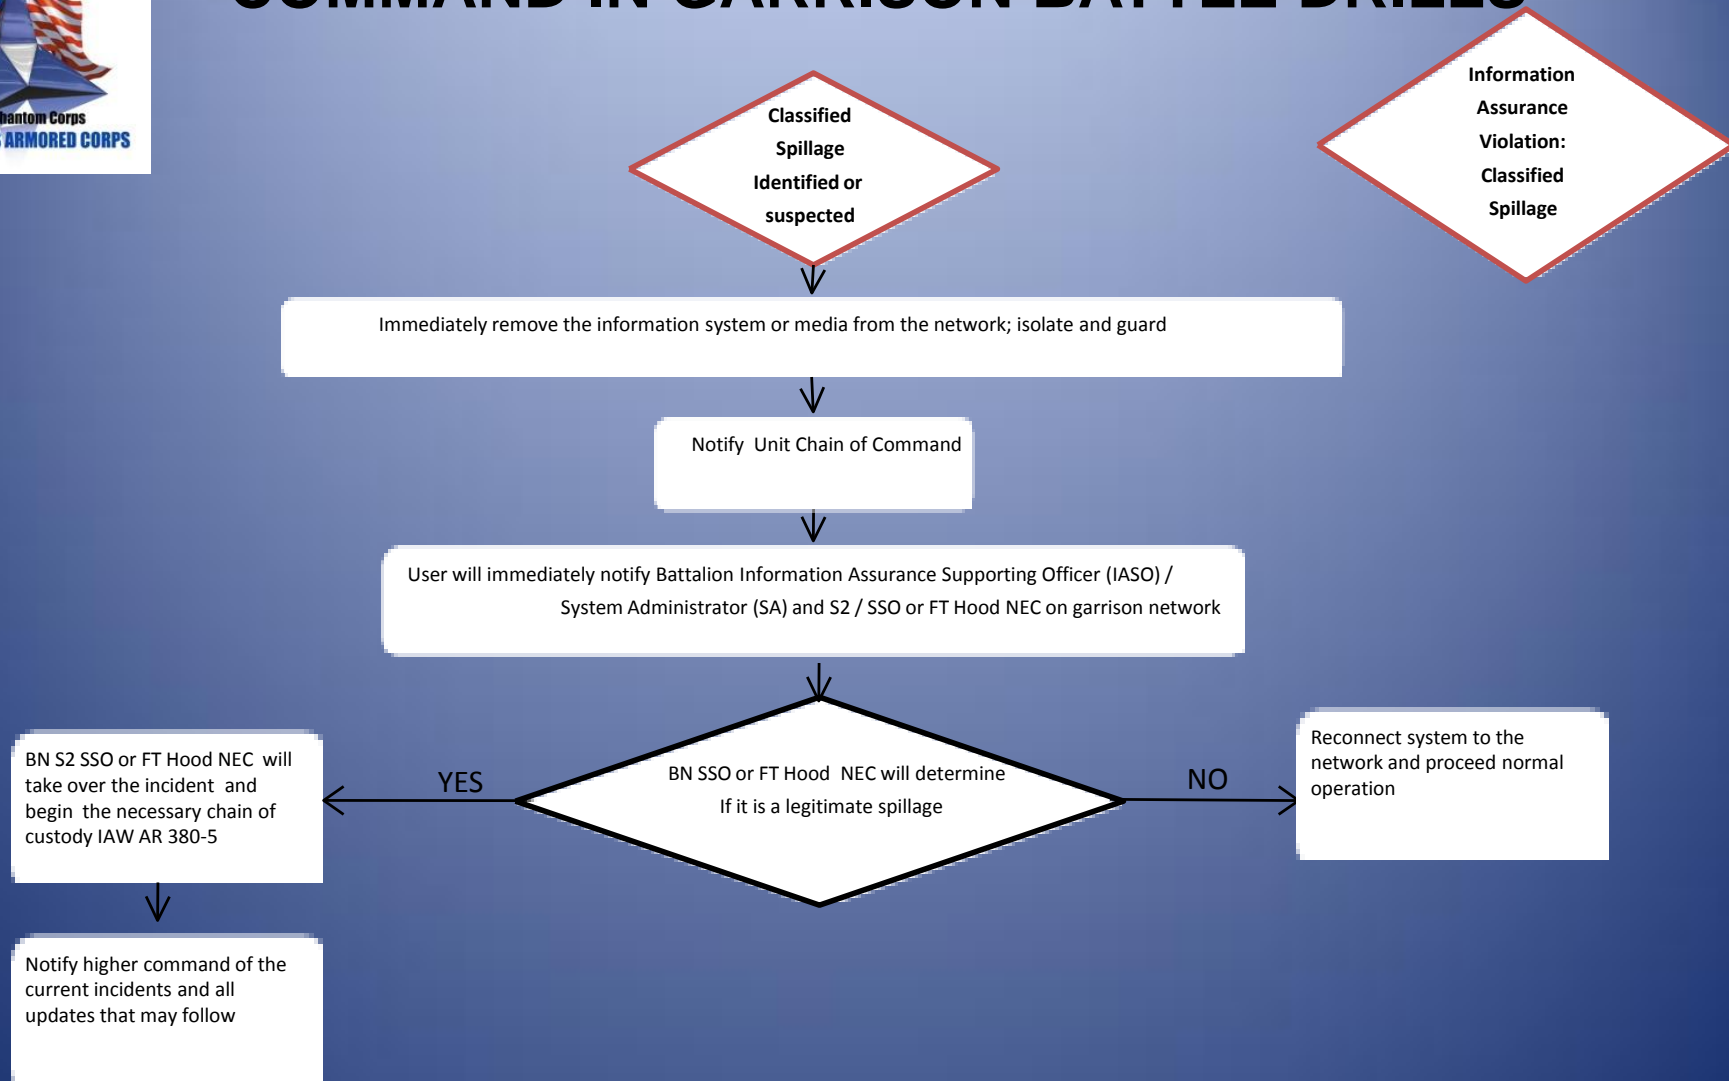 COMMAND IN GARRISON BATTLE DRILLS
hantom Corps
ARMORED CORPS
Classified
Spillage
Identified or
suspected
Information
Assurance
Violation:
Classified
Spillage
Immediately remove the information system or media from the network; isolate and guard
Notify Unit Chain of Command
User will immediately notify Battalion Information Assurance Supporting Officer (IASO) /
System Administrator (SA) and S2 / SSO or FT Hood NEC on garrison network
BN SSO or FT Hood NEC will determine
If it is a legitimate spillage
YES
NO
BN S2 SSO or FT Hood NEC will
take over the incident and
begin the necessary chain of
custody IAW AR 380-5
Reconnect system to the
network and proceed normal
operation
Notify higher command of the
current incidents and all
updates that may follow